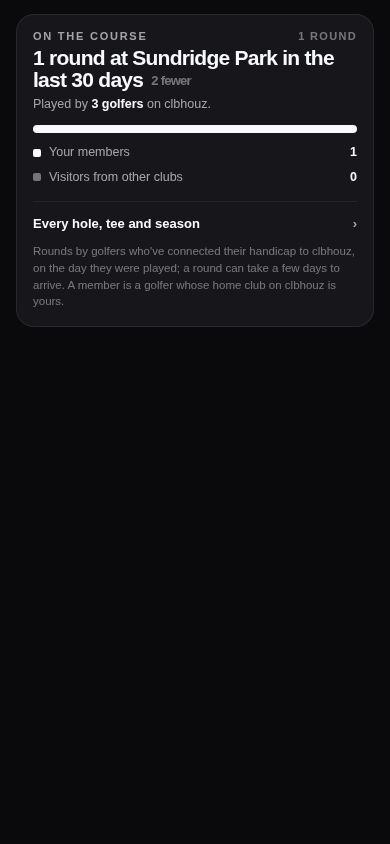 ON THE COURSE
1 ROUND
1 round at Sundridge Park in the
last 30 days 2 fewer
Played by 3 golfers on clbhouz.
Your members 1
Visitors from other clubs 0
Every hole, tee and season ›
Rounds by golfers who've connected their handicap to clbhouz,
on the day they were played; a round can take a few days to
arrive. A member is a golfer whose home club on clbhouz is
yours.